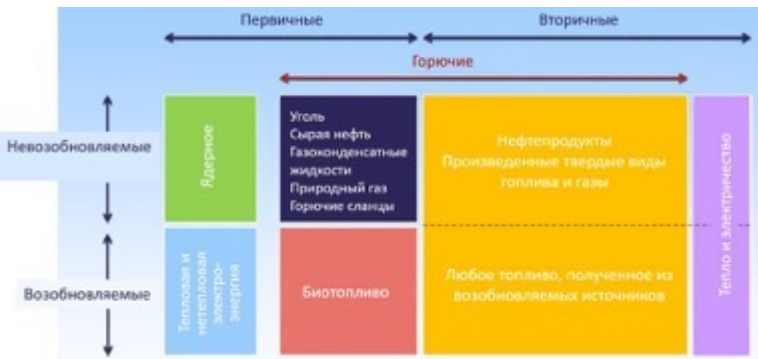 Первичные
Вторичные
Горючие
Невозобновляемые
Ядерное
Уголь
Сырая нефть
Газоконденсатные
жидкости
Природный газ
Горючие сланцы
Нефтепродукты
Произведенные твердые виды
топлива и газы
Тепло и электричество
Возобновляемые
Тепловая и
нетепловая
электро-
энергия
Биотопливо
Любое топливо, полученное из
возобновляемых источников